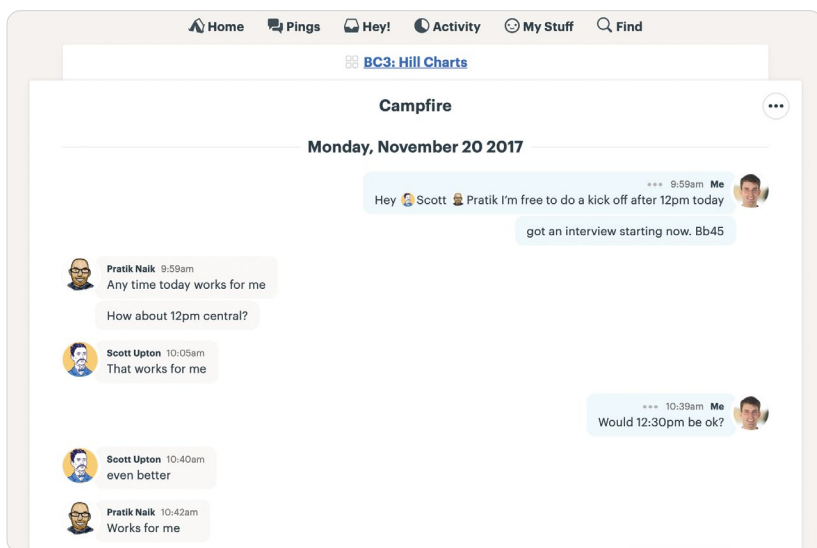 Home Pings Hey! Activity My Stuff Find
BC3: Hill Charts
Campfire
Monday, November 20 2017
9:59am Me
Hey Scott Pratik I’m free to do a kick off after 12pm today
got an interview starting now. Bb45
Pratik Naik 9:59am
Any time today works for me
How about 12pm central?
Scott Upton 10:05am
That works for me
10:39am Me
Would 12:30pm be ok?
Scott Upton 10:40am
even better
Pratik Naik 10:42am
Works for me